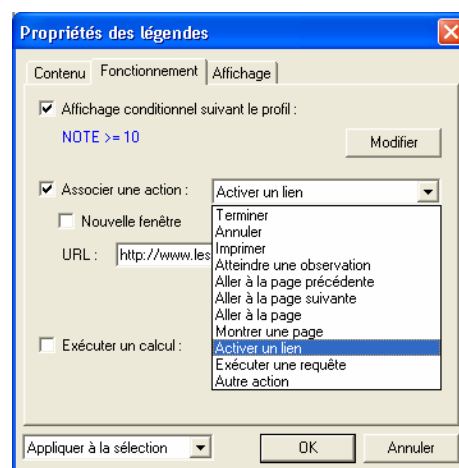 Propriétés des légendes
Contenu Fonctionnement Affichage
Affichage conditionnel suivant le profil :
NOTE >= 10
Modifier
Associer une action : Activer un lien
Nouvelle fenêtre
Terminer
Annuler
Imprimer
URL : http://www.les
Atteindre une observation
Aller à la page précédente
Aller à la page suivante
Aller à la page
Montrer une page
Exécuter un calcul :
Activer un lien
Exécuter une requête
Autre action
Appliquer à la sélection OK Annuler